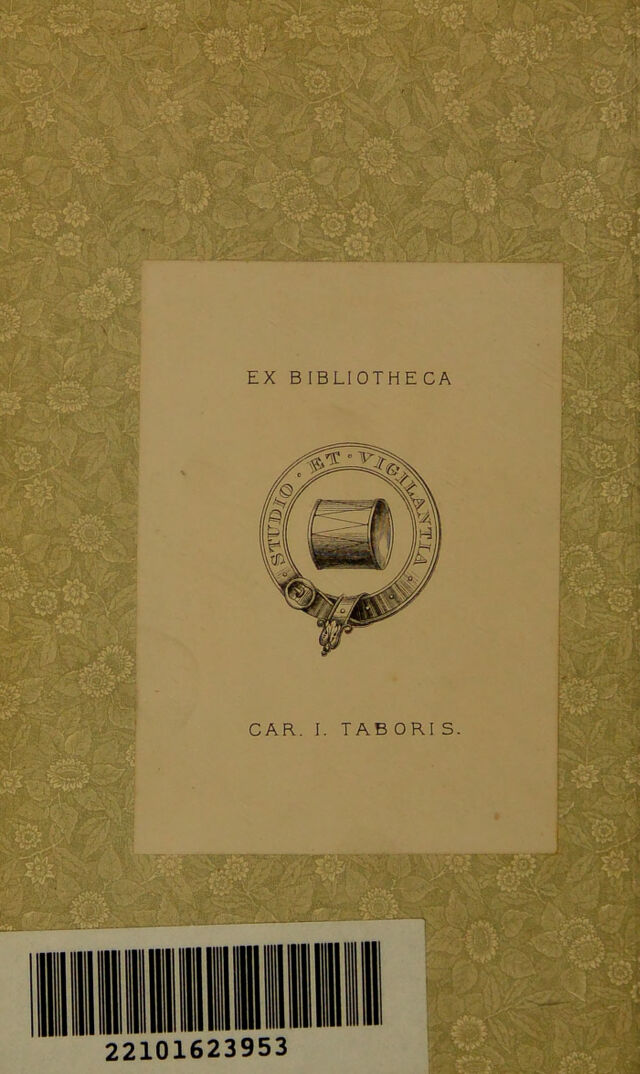 EX BIBLIOTHECA
· STUDIO · ET · VIGILANTIA ·
CAR. I. TABORIS.
22101623953